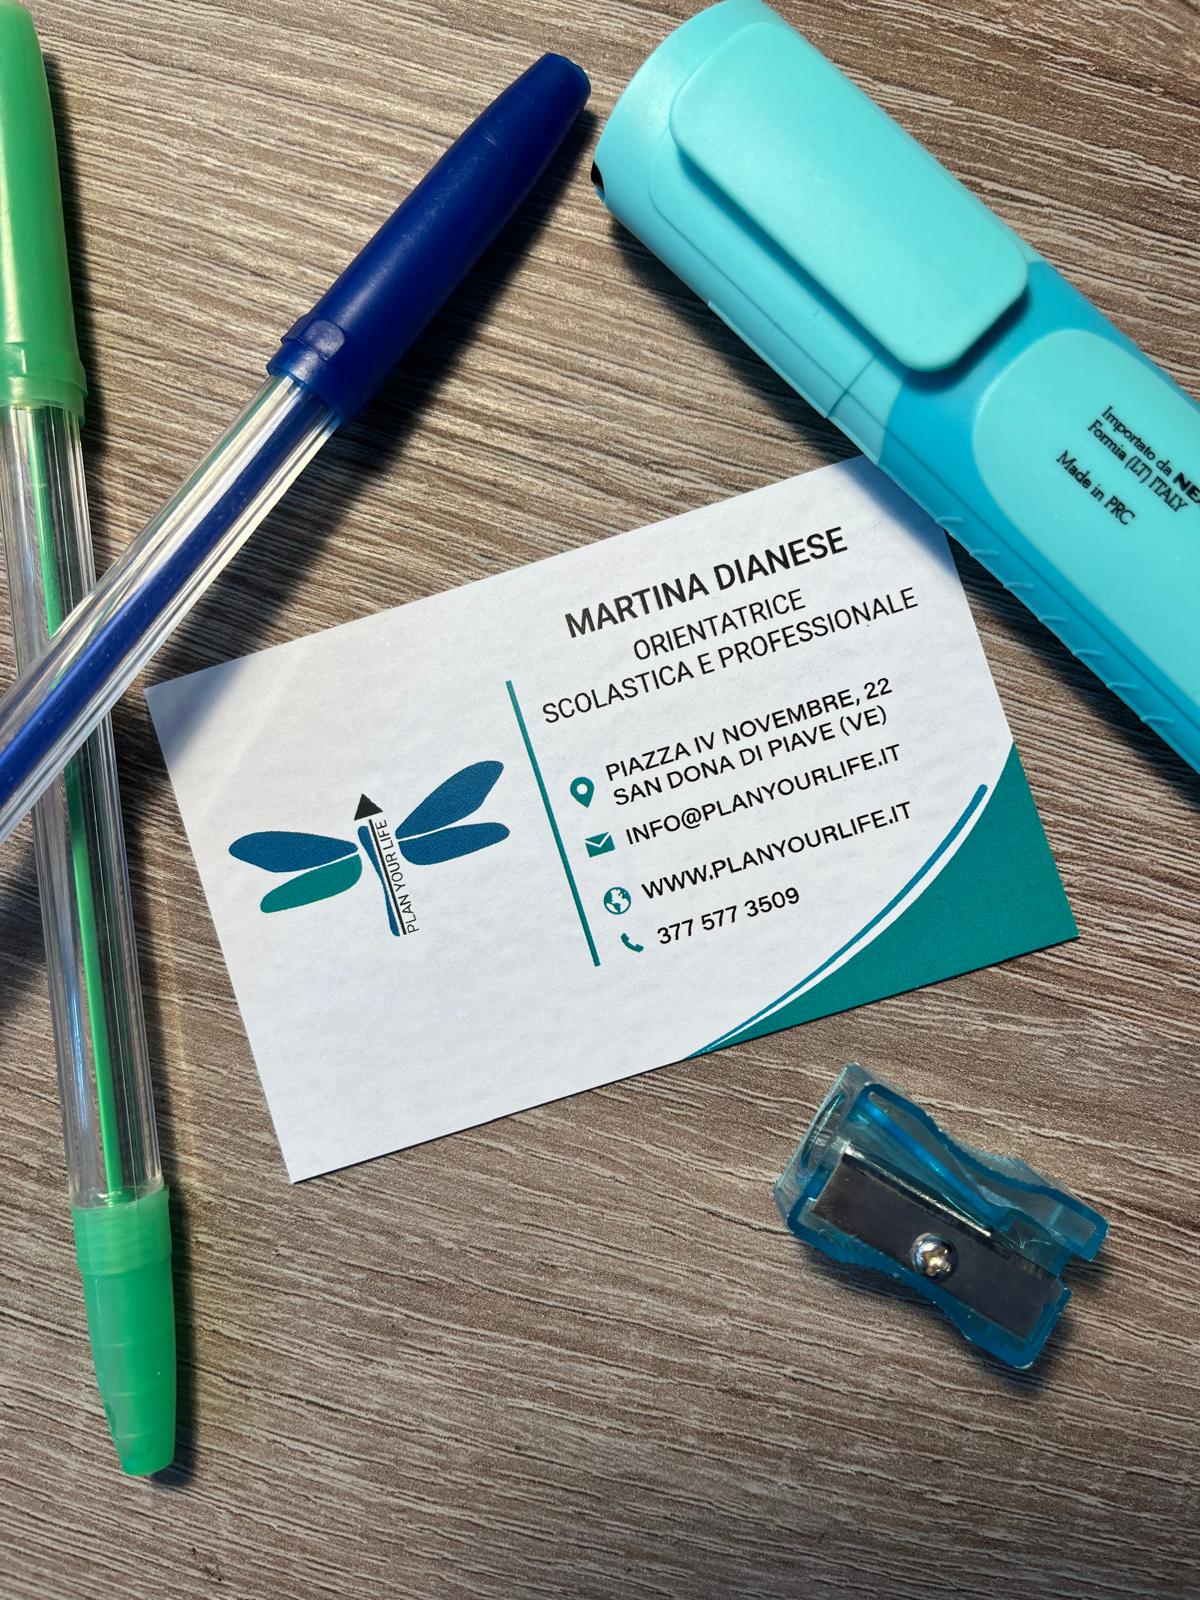 Importato da
Formia (LT) ITALY
Made in PRC
MARTINA DIANESE
ORIENTATRICE
SCOLASTICA E PROFESSIONALE
PIAZZA IV NOVEMBRE, 22
SAN DONA DI PIAVE (VE)
INFO@PLANYOURLIFE.IT
WWW.PLANYOURLIFE.IT
377 577 3509
PLAN YOUR LIFE